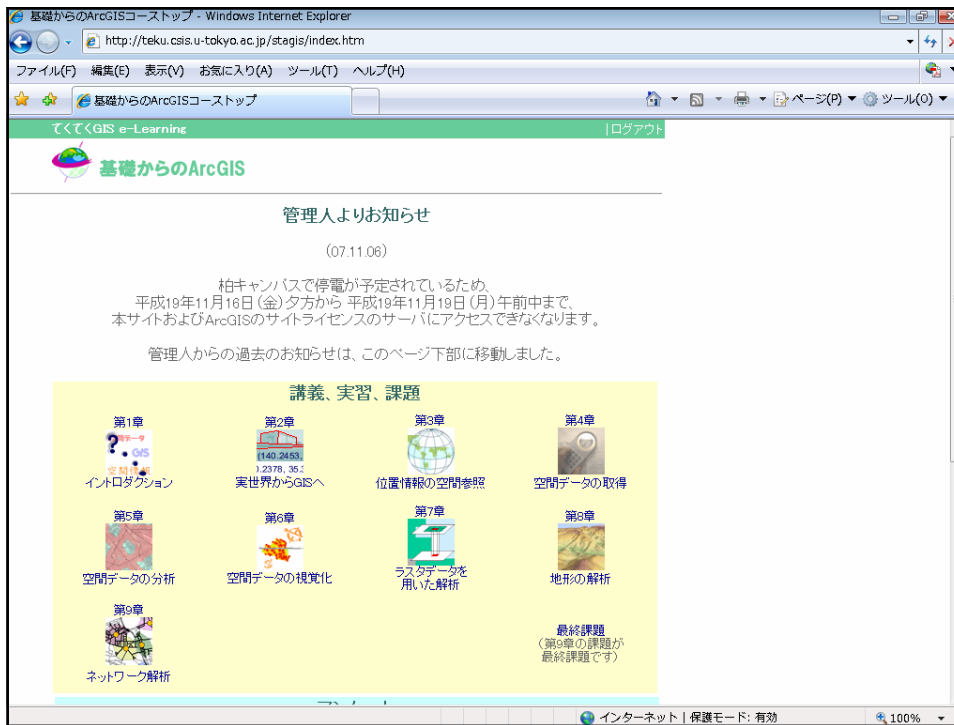 基礎からのArcGISコーストップ - Windows Internet Explorer
http://teku.csis.u-tokyo.ac.jp/stagis/index.htm
ファイル(F) 編集(E) 表示(V) お気に入り(A) ツール(T) ヘルプ(H)
基礎からのArcGISコーストップ
ページ(P) ツール(O)
てくてくGIS e-Learning |ログアウト
基礎からのArcGIS
管理人よりお知らせ
(07.11.06)
柏キャンパスで停電が予定されているため、
平成19年11月16日(金)夕方から 平成19年11月19日(月)午前中まで、
本サイトおよびArcGISのサイトライセンスのサーバにアクセスできなくなります。
管理人からの過去のお知らせは、このページ下部に移動しました。
講義、実習、課題
第1章
GIS
イントロダクション
第2章
(140.2453,
実世界からGISへ
第3章
位置情報の空間参照
第4章
空間データの取得
第5章
空間データの分析
第6章
空間データの視覚化
第7章
ラスタデータを
用いた解析
第8章
地形の解析
第9章
ネットワーク解析
最終課題
(第9章の課題が
最終課題です)
インターネット | 保護モード: 有効
100%